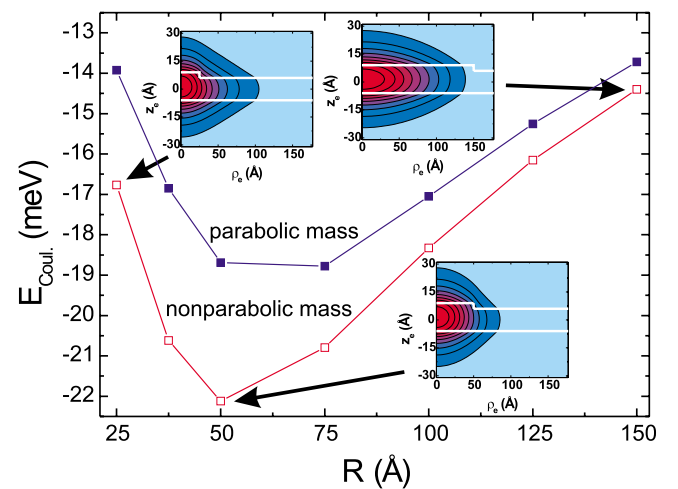 E_Coul. (meV)
-13
-14
-15
-16
-17
-18
-19
-20
-21
-22
25 50 75 100 125 150
R (Å)
parabolic mass
nonparabolic mass
z_e (Å)
30
15
0
-15
-30
0 50 100 150
ρ_e (Å)
z_e (Å)
30
15
0
-15
-30
0 50 100 150
ρ_e (Å)
z_e (Å)
30
15
0
-15
-30
0 50 100 150
ρ_e (Å)